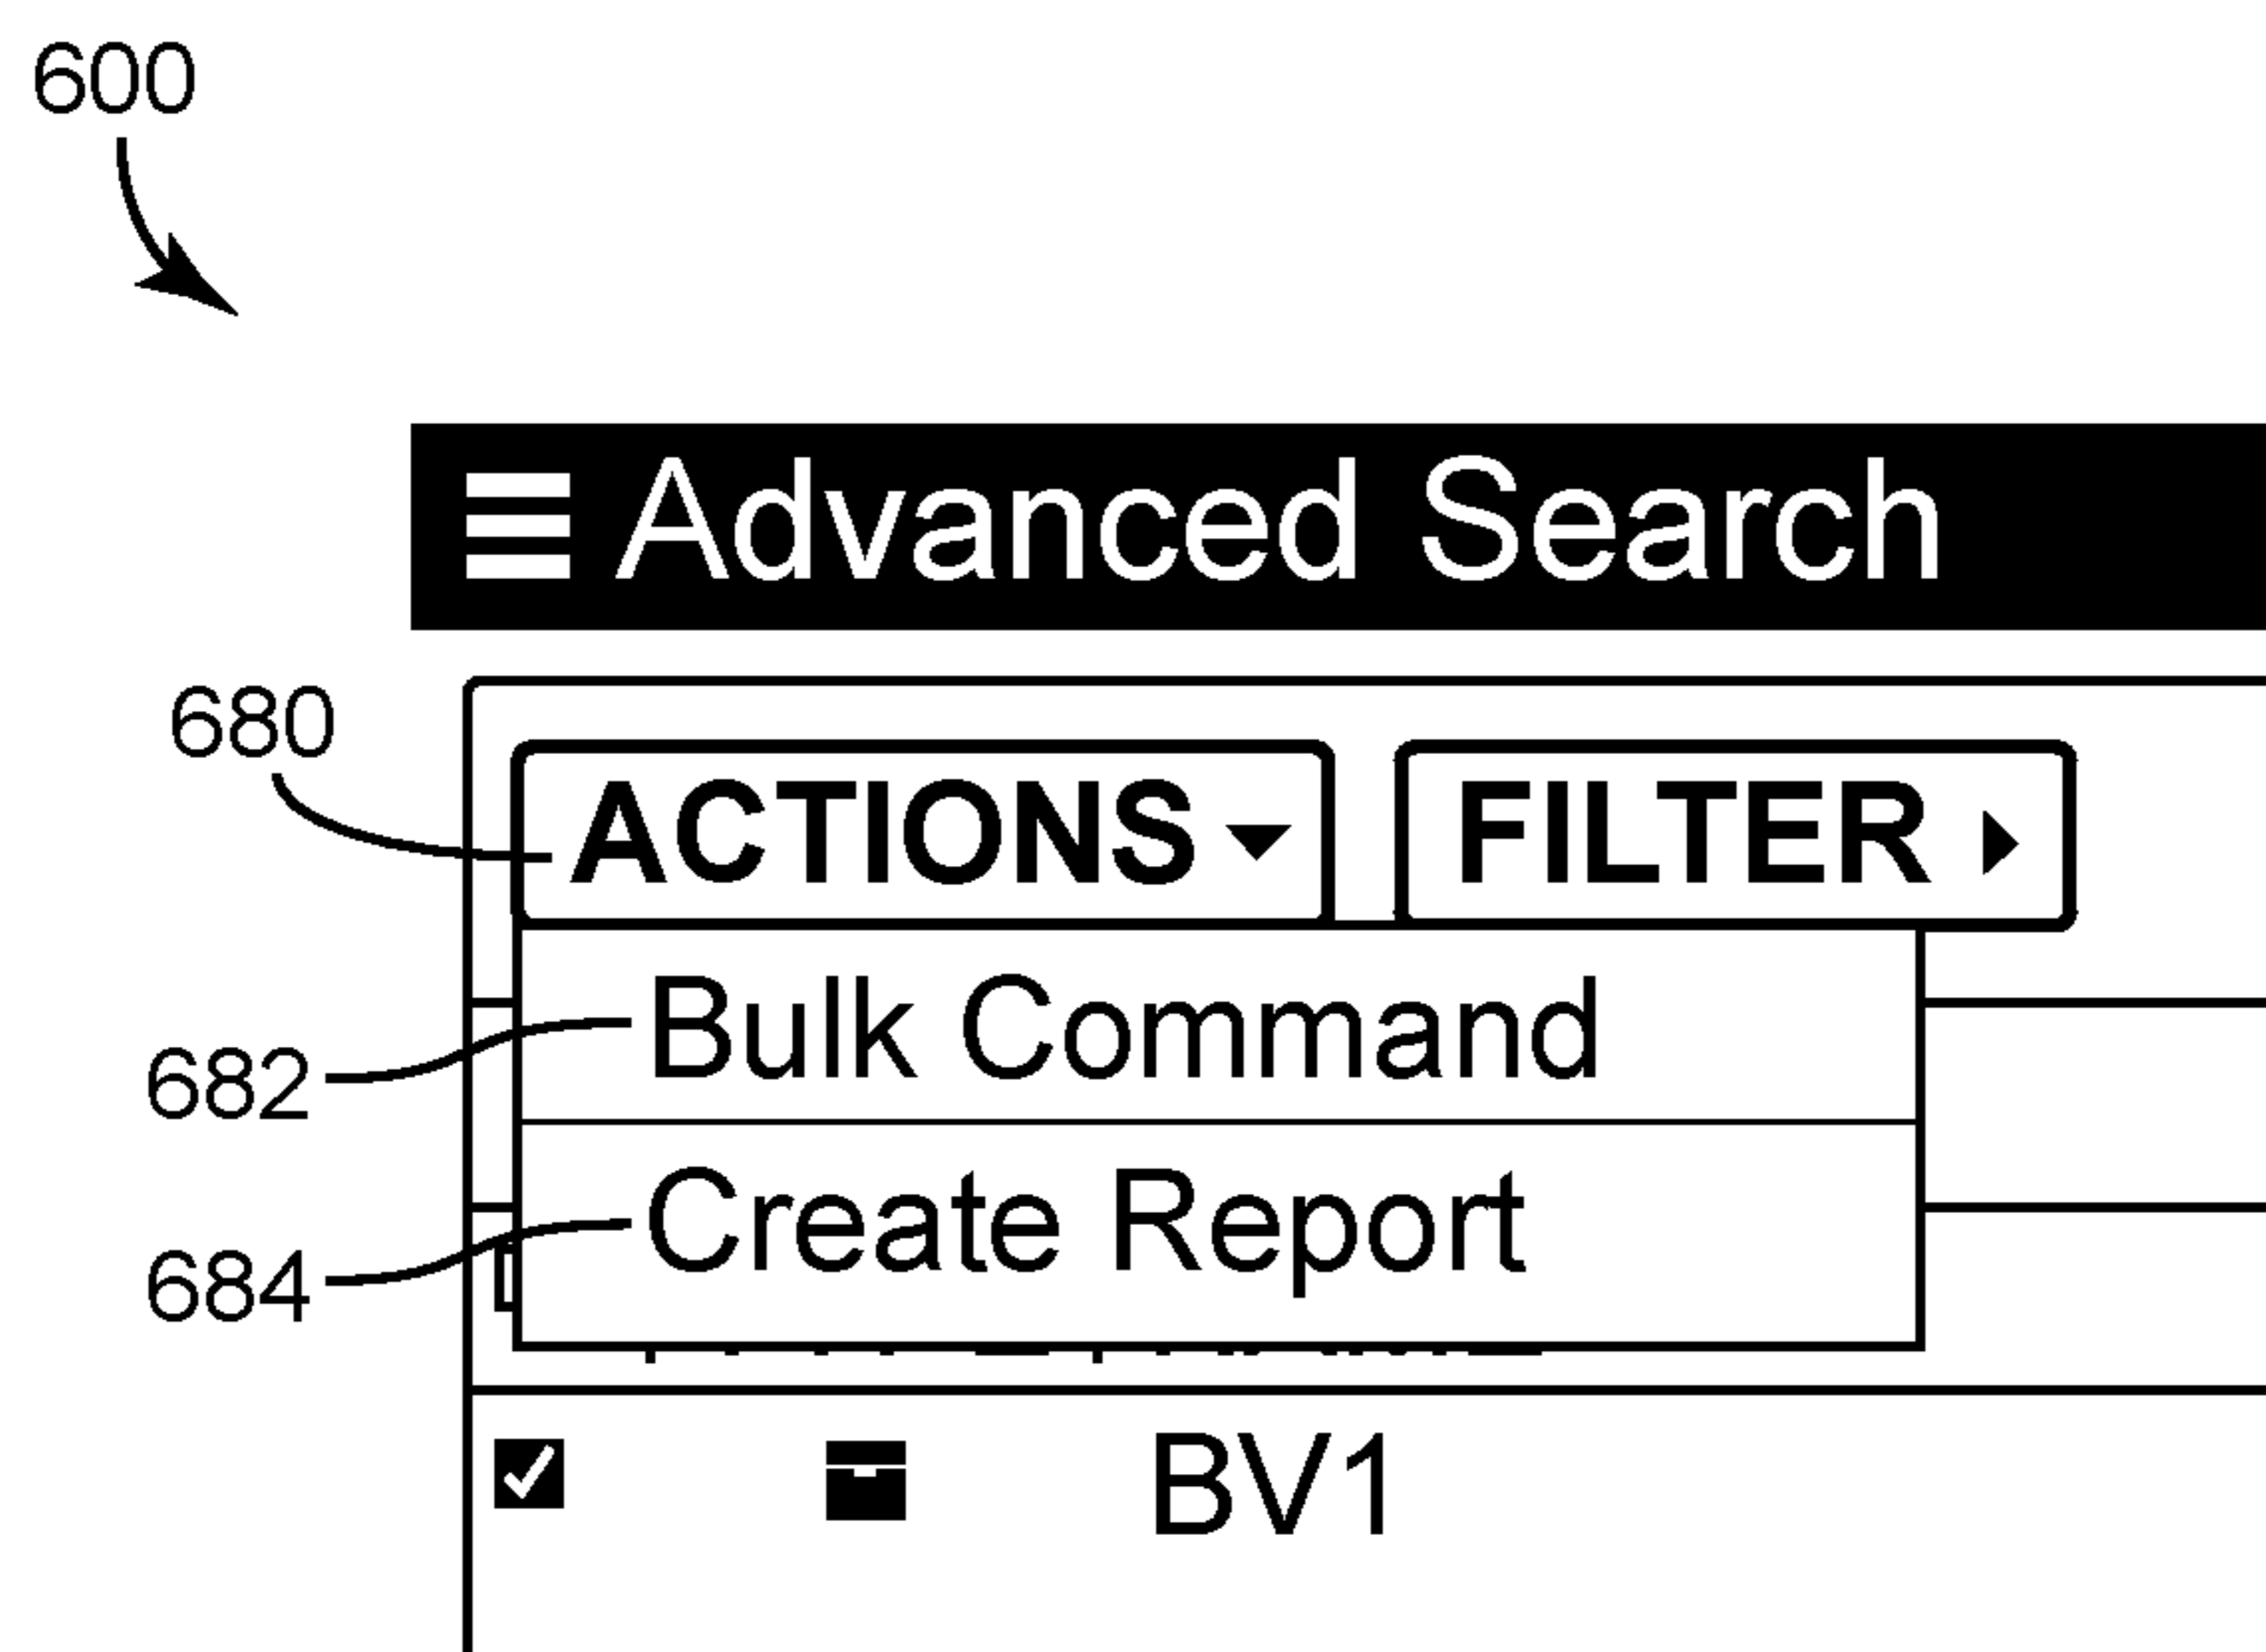 600
Advanced Search
680
ACTIONS FILTER
Bulk Command
682
Create Report
684
BV1